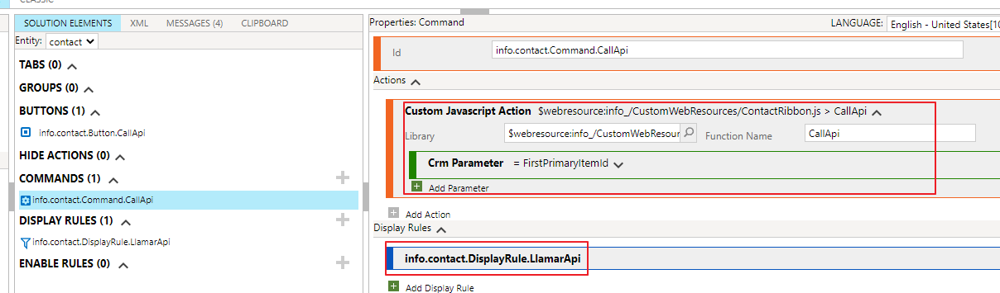 CLASSIC
SOLUTION ELEMENTS XML MESSAGES (4) CLIPBOARD
Entity: contact
TABS (0)
GROUPS (0)
BUTTONS (1)
info.contact.Button.CallApi
HIDE ACTIONS (0)
COMMANDS (1)
info.contact.Command.CallApi
DISPLAY RULES (1)
info.contact.DisplayRule.LlamarApi
ENABLE RULES (0)
Properties: Command LANGUAGE: English - United States[10
Id info.contact.Command.CallApi
Actions
Custom Javascript Action $webresource:info_/CustomWebResources/ContactRibbon.js > CallApi
Library $webresource:info_/CustomWebResour Function Name CallApi
Crm Parameter = FirstPrimaryItemId
Add Parameter
Add Action
Display Rules
info.contact.DisplayRule.LlamarApi
Add Display Rule